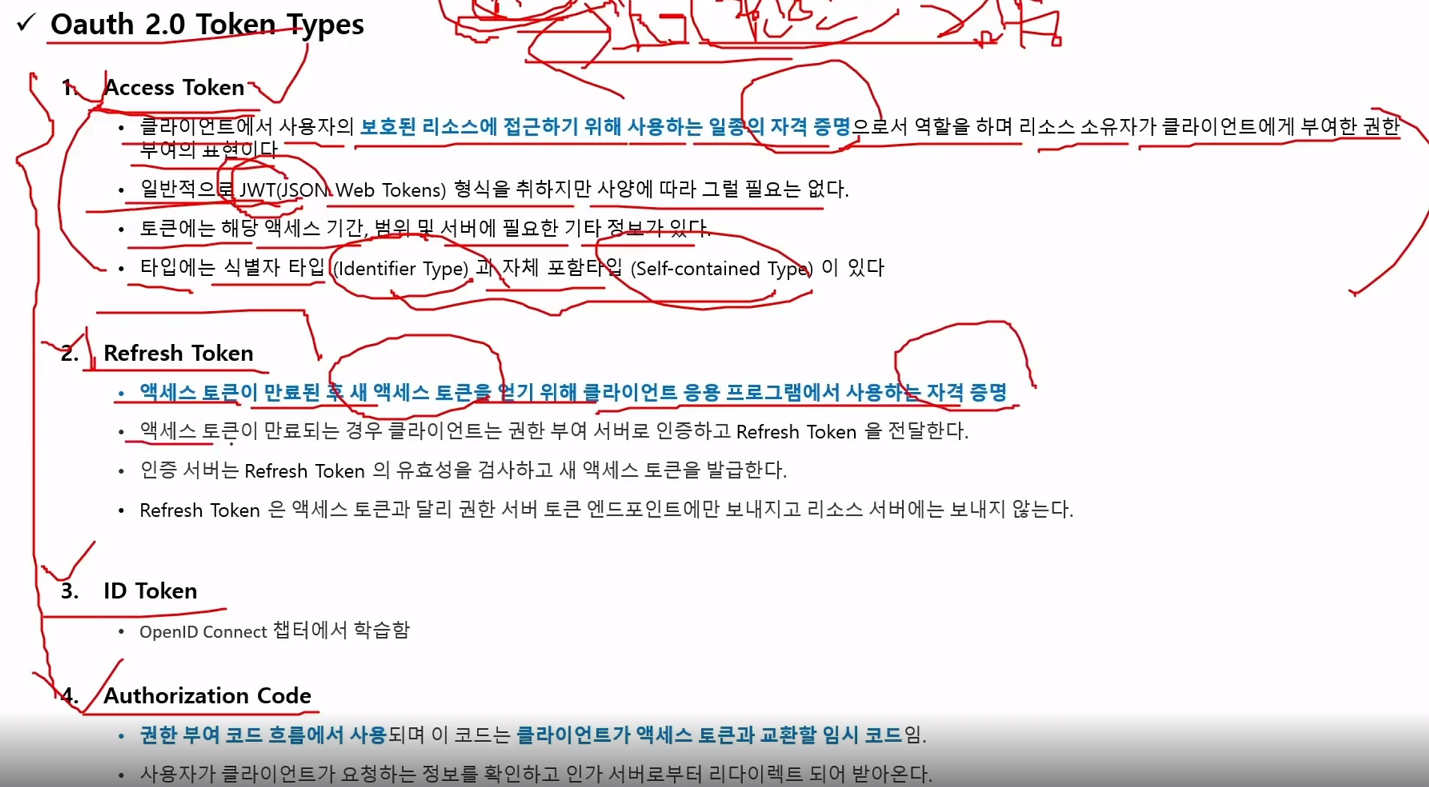 ✓ Oauth 2.0 Token Types
1. Access Token
• 클라이언트에서 사용자의 보호된 리소스에 접근하기 위해 사용하는 일종의 자격 증명으로서 역할을 하며 리소스 소유자가 클라이언트에게 부여한 권한
부여의 표현이다
• 일반적으로 JWT(JSON Web Tokens) 형식을 취하지만 사양에 따라 그럴 필요는 없다.
• 토큰에는 해당 액세스 기간, 범위 및 서버에 필요한 기타 정보가 있다.
• 타입에는 식별자 타입 (Identifier Type) 과 자체 포함타입 (Self-contained Type) 이 있다
2. Refresh Token
• 액세스 토큰이 만료된 후 새 액세스 토큰을 얻기 위해 클라이언트 응용 프로그램에서 사용하는 자격 증명
• 액세스 토큰이 만료되는 경우 클라이언트는 권한 부여 서버로 인증하고 Refresh Token 을 전달한다.
• 인증 서버는 Refresh Token 의 유효성을 검사하고 새 액세스 토큰을 발급한다.
• Refresh Token 은 액세스 토큰과 달리 권한 서버 토큰 엔드포인트에만 보내지고 리소스 서버에는 보내지 않는다.
3. ID Token
• OpenID Connect 챕터에서 학습함
4. Authorization Code
• 권한 부여 코드 흐름에서 사용되며 이 코드는 클라이언트가 액세스 토큰과 교환할 임시 코드임.
• 사용자가 클라이언트가 요청하는 정보를 확인하고 인가 서버로부터 리다이렉트 되어 받아온다.